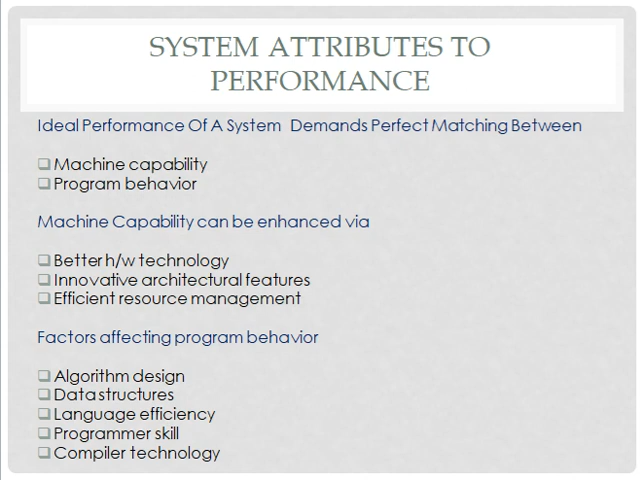 SYSTEM ATTRIBUTES TO
PERFORMANCE
Ideal Performance Of A System Demands Perfect Matching Between
Machine capability
Program behavior
Machine Capability can be enhanced via
Better h/w technology
Innovative architectural features
Efficient resource management
Factors affecting program behavior
Algorithm design
Data structures
Language efficiency
Programmer skill
Compiler technology